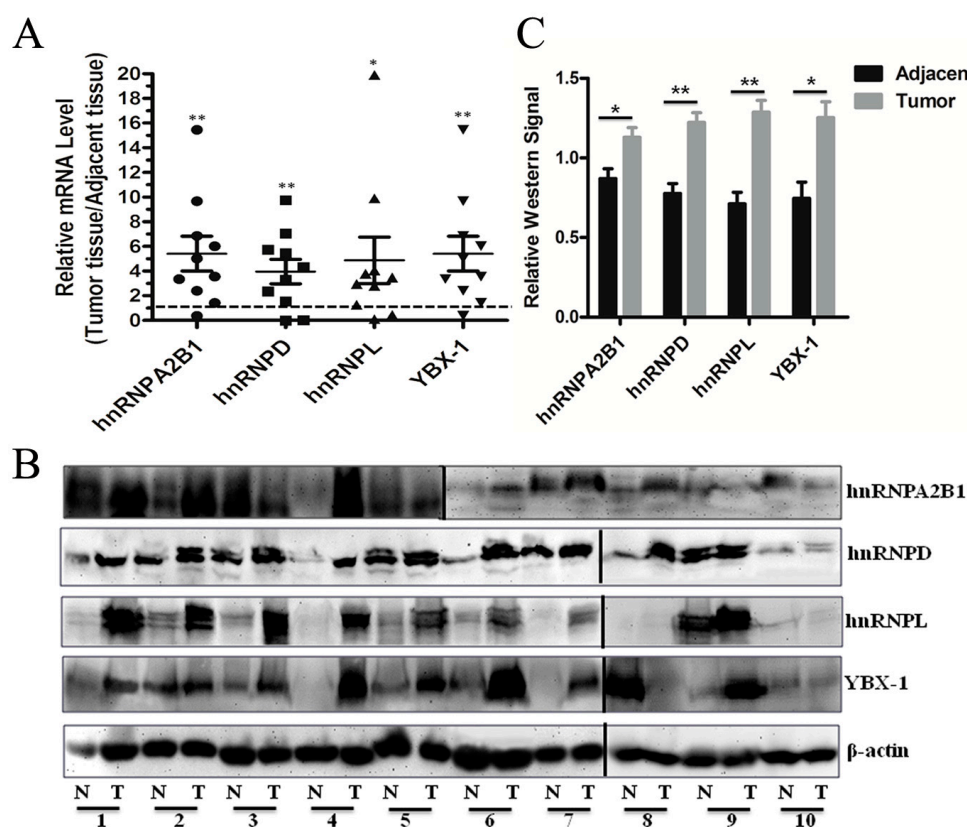 A
Relative mRNA Level
(Tumor tissue/Adjacent tissue)
20
18
16
14
12
10
8
6
4
2
0
**
**
*
**
hnRNPA2B1
hnRNPD
hnRNPL
YBX-1
C
Relative Western Signal
1.5
1.0
0.5
0.0
*
**
**
*
Adjacen
Tumor
hnRNPA2B1
hnRNPD
hnRNPL
YBX-1
B
hnRNPA2B1
hnRNPD
hnRNPL
YBX-1
β-actin
N T N T N T N T N T N T N T N T N T N T
1 2 3 4 5 6 7 8 9 10